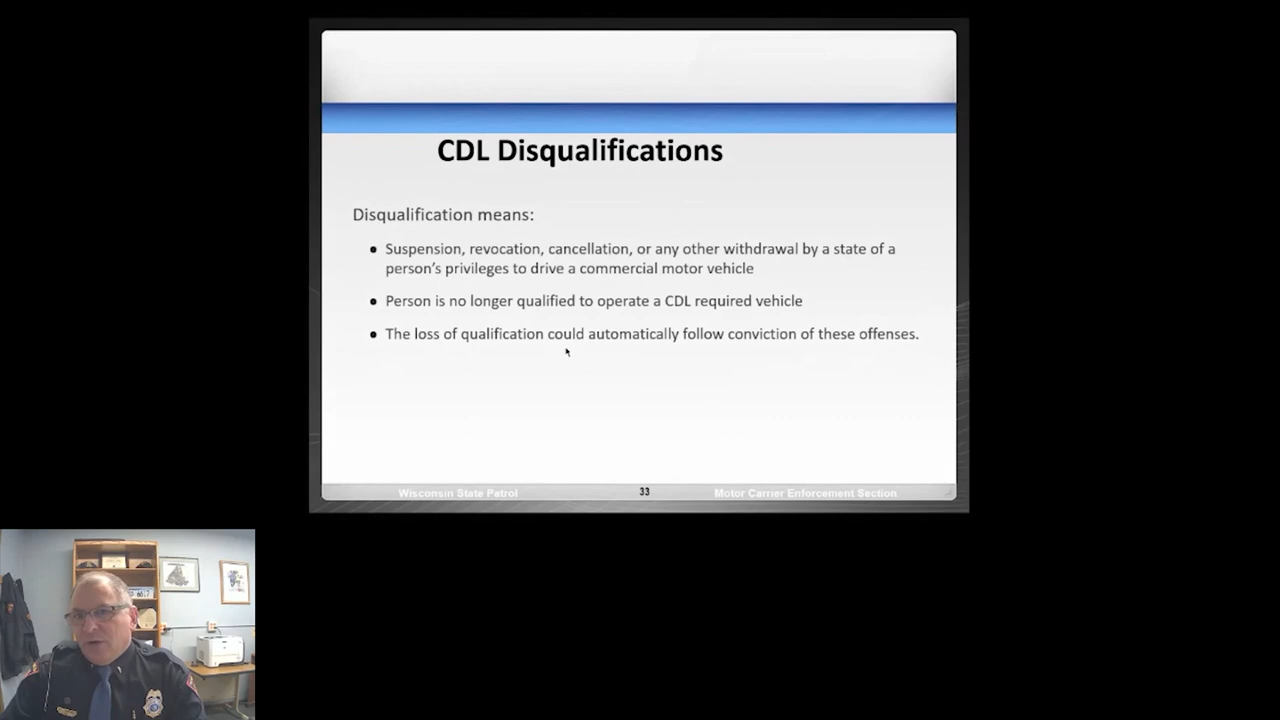 CDL Disqualifications
Disqualification means:
• Suspension, revocation, cancellation, or any other withdrawal by a state of a
person's privileges to drive a commercial motor vehicle
• Person is no longer qualified to operate a CDL required vehicle
• The loss of qualification could automatically follow conviction of these offenses.
Wisconsin State Patrol
33
Motor Carrier Enforcement Section